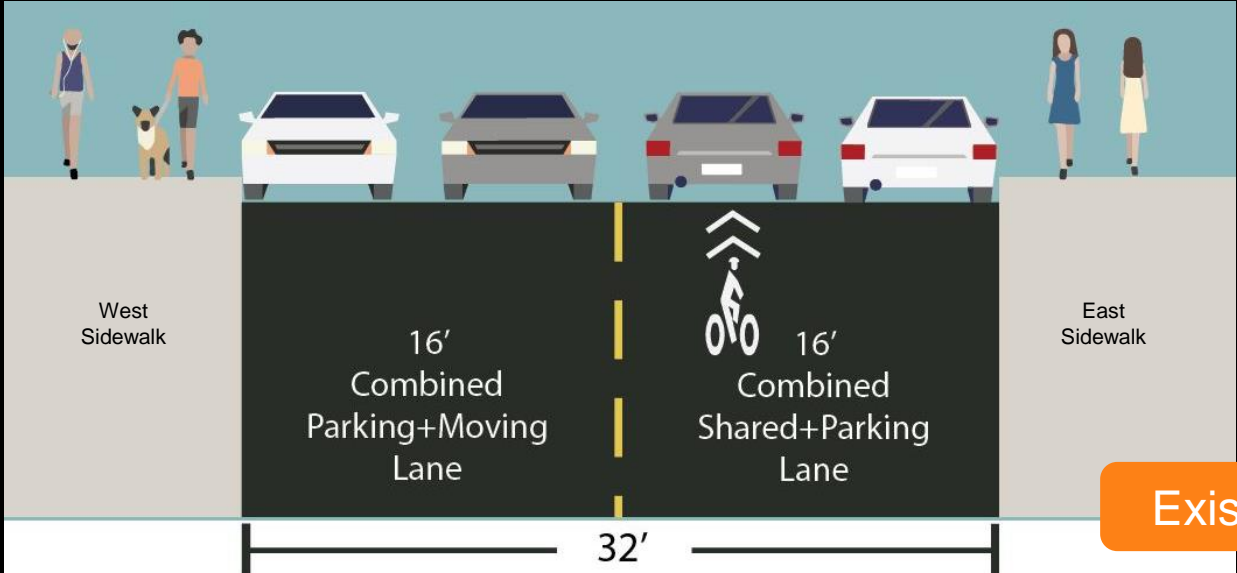 West
Sidewalk
16’
Combined
Parking+Moving
Lane
16’
Combined
Shared+Parking
Lane
East
Sidewalk
Exis
32’